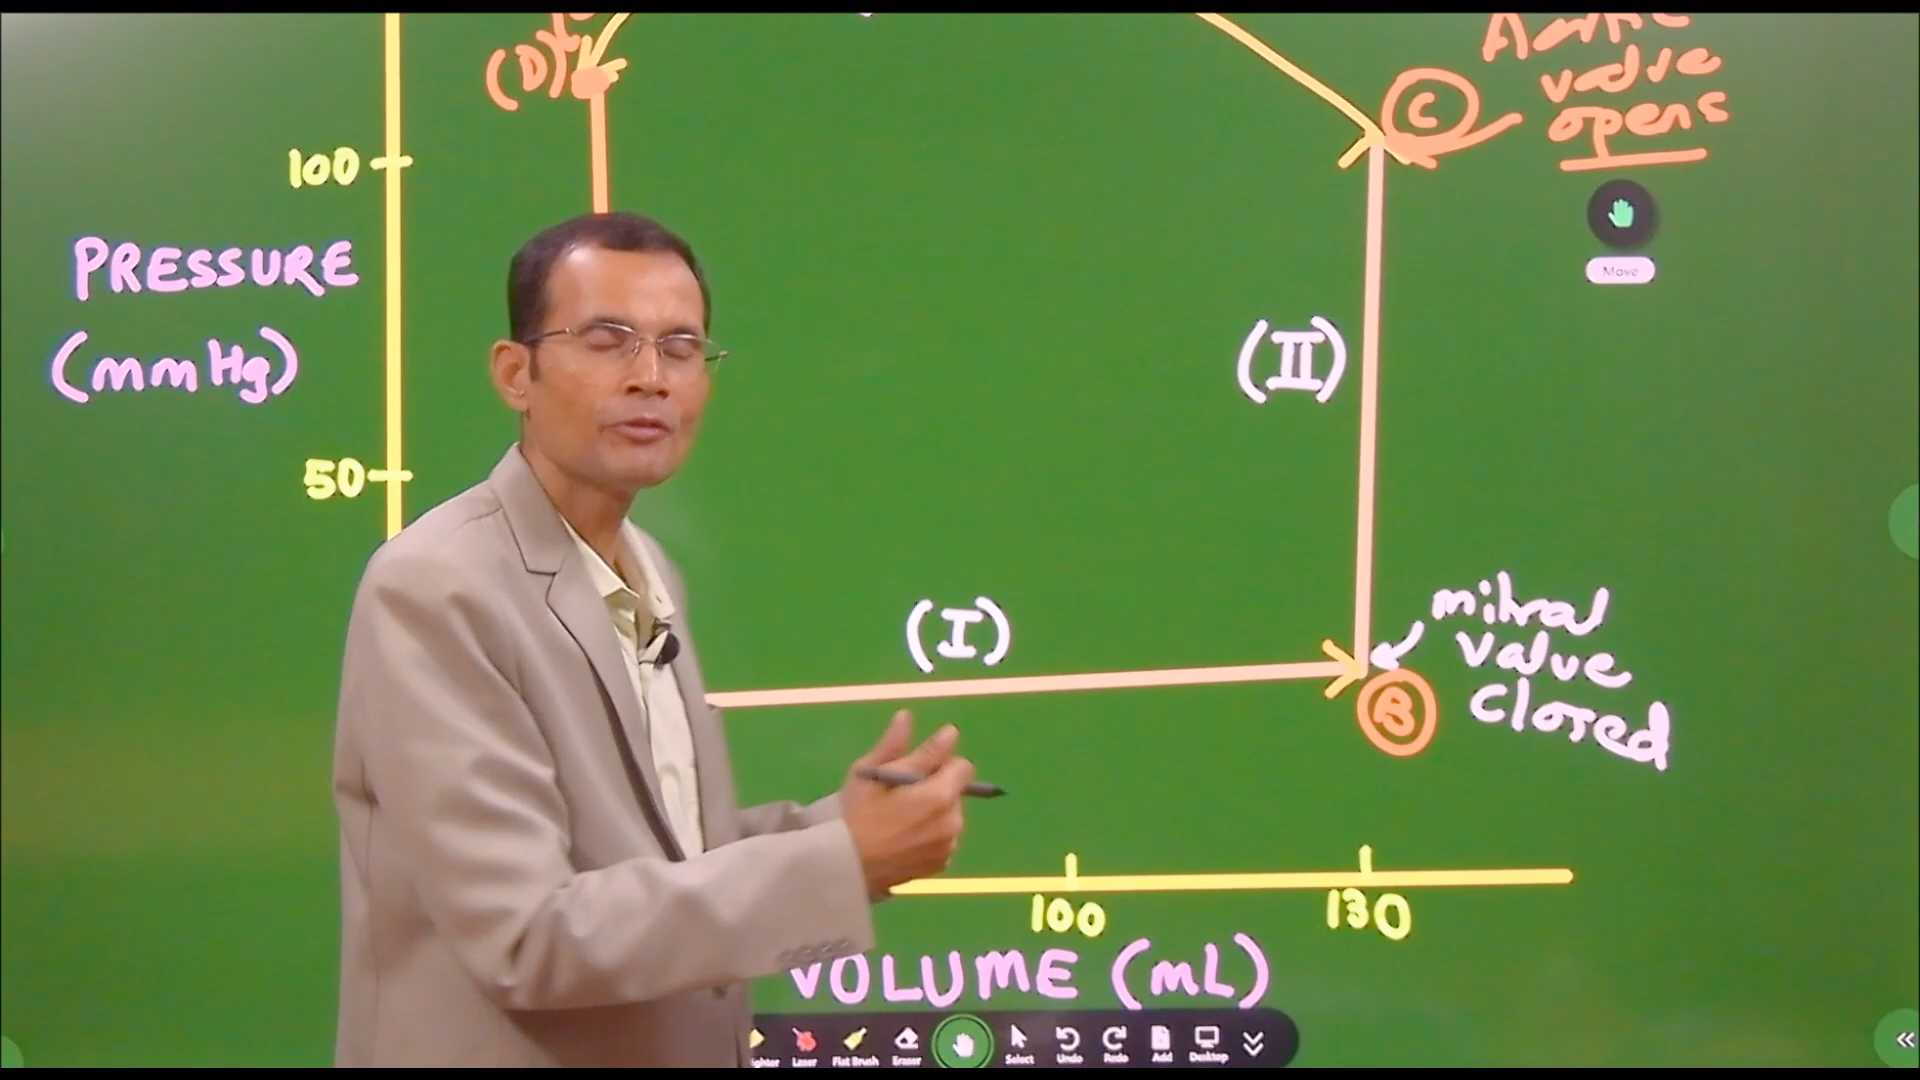 (D)
C
valve
opens
100
Move
PRESSURE
(II)
(mmHg)
50
mitral
valve
closed
(I)
B
100
130
VOLUME (mL)
Laser
Flat Brush
Eraser
Select
Undo
Redo
Add
Desktop